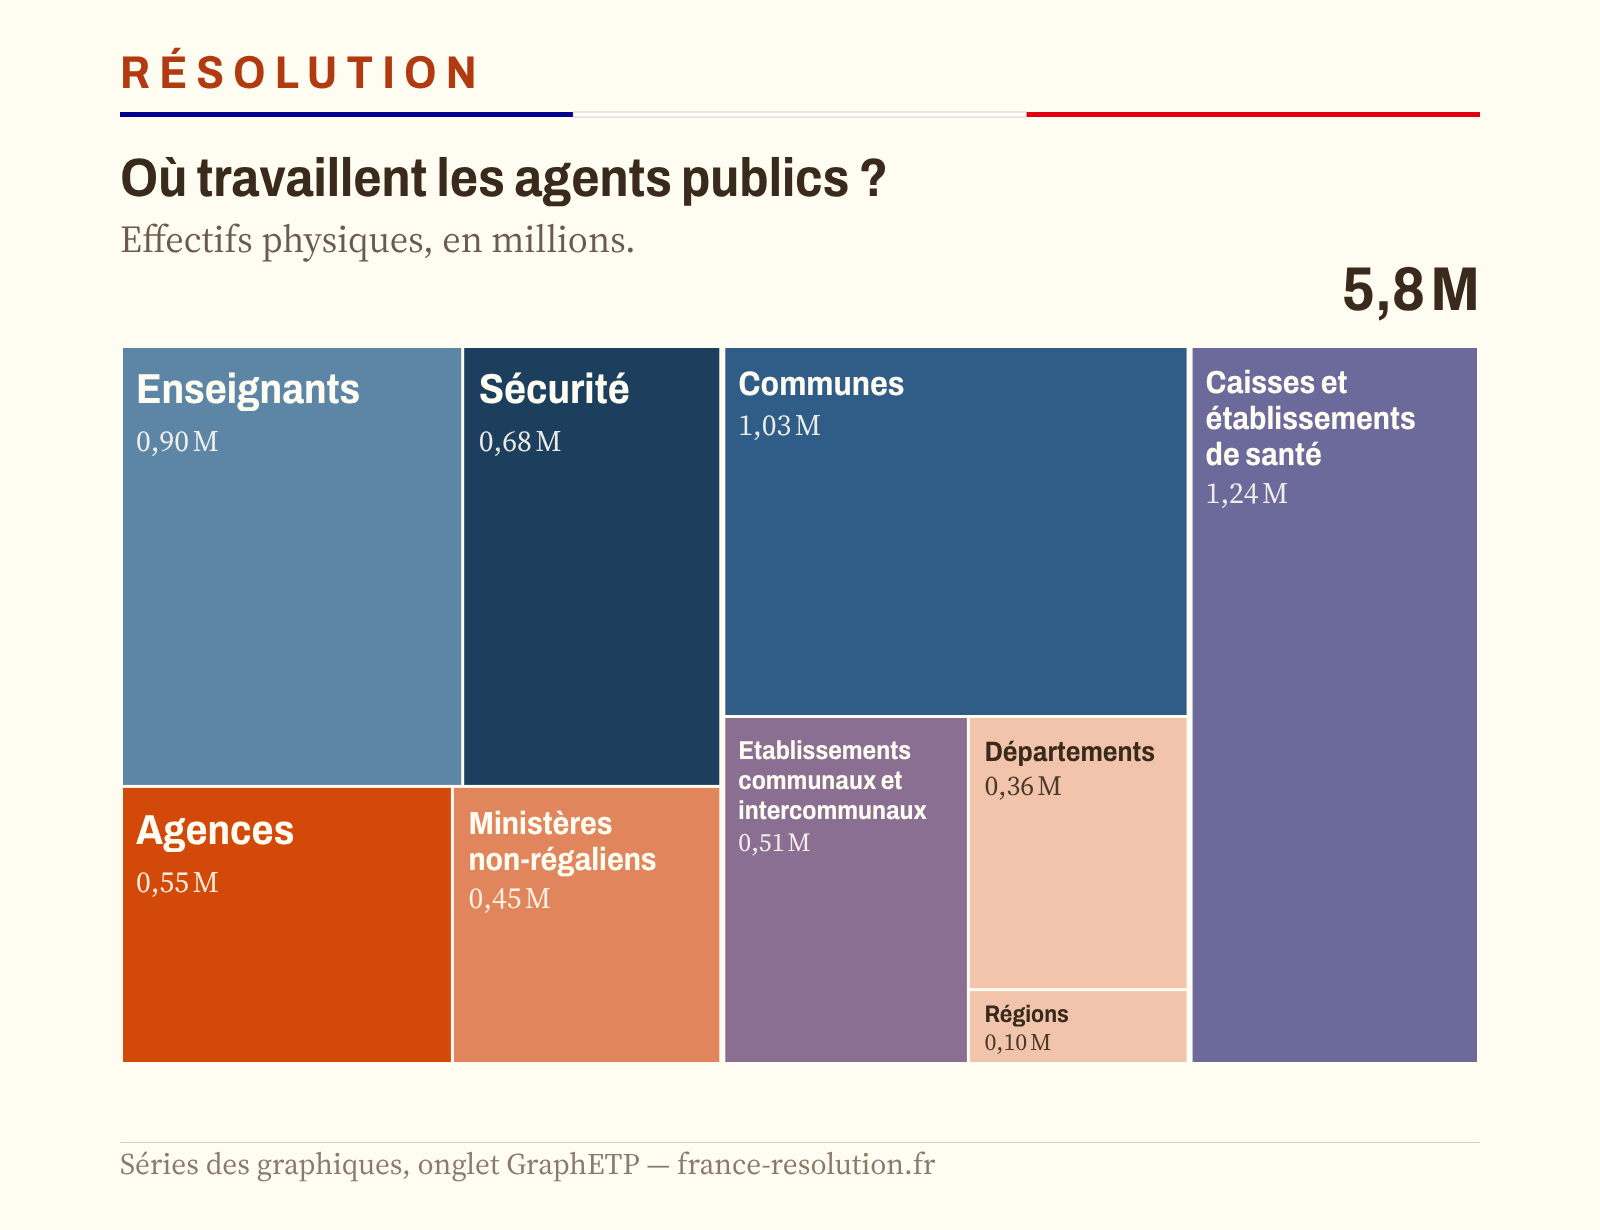 RÉSOLUTION
Où travaillent les agents publics ?
Effectifs physiques, en millions.
5,8 M
Enseignants
0,90 M
Sécurité
0,68 M
Communes
1,03 M
Caisses et
établissements
de santé
1,24 M
Agences
0,55 M
Ministères
non-régaliens
0,45 M
Etablissements
communaux et
intercommunaux
0,51 M
Départements
0,36 M
Régions
0,10 M
Séries des graphiques, onglet GraphETP — france-resolution.fr